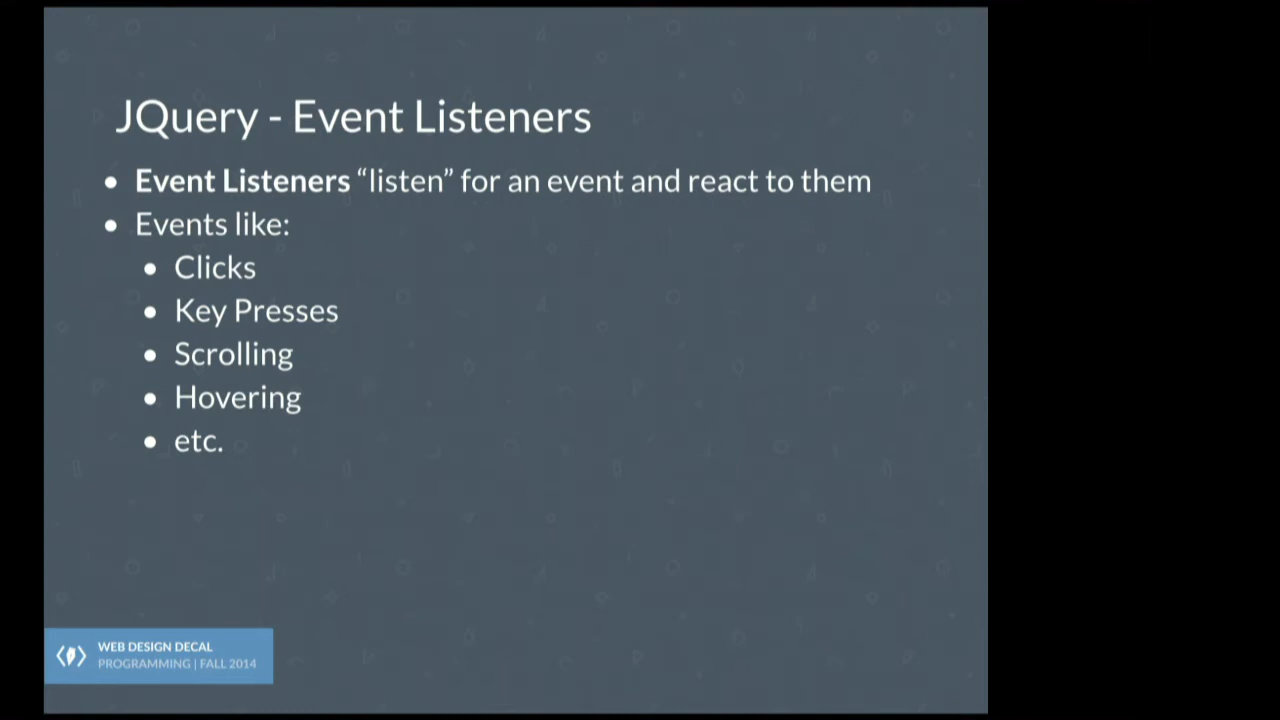 JQuery - Event Listeners
• Event Listeners “listen” for an event and react to them
• Events like:
• Clicks
• Key Presses
• Scrolling
• Hovering
• etc.
WEB DESIGN DECAL
PROGRAMMING | FALL 2014